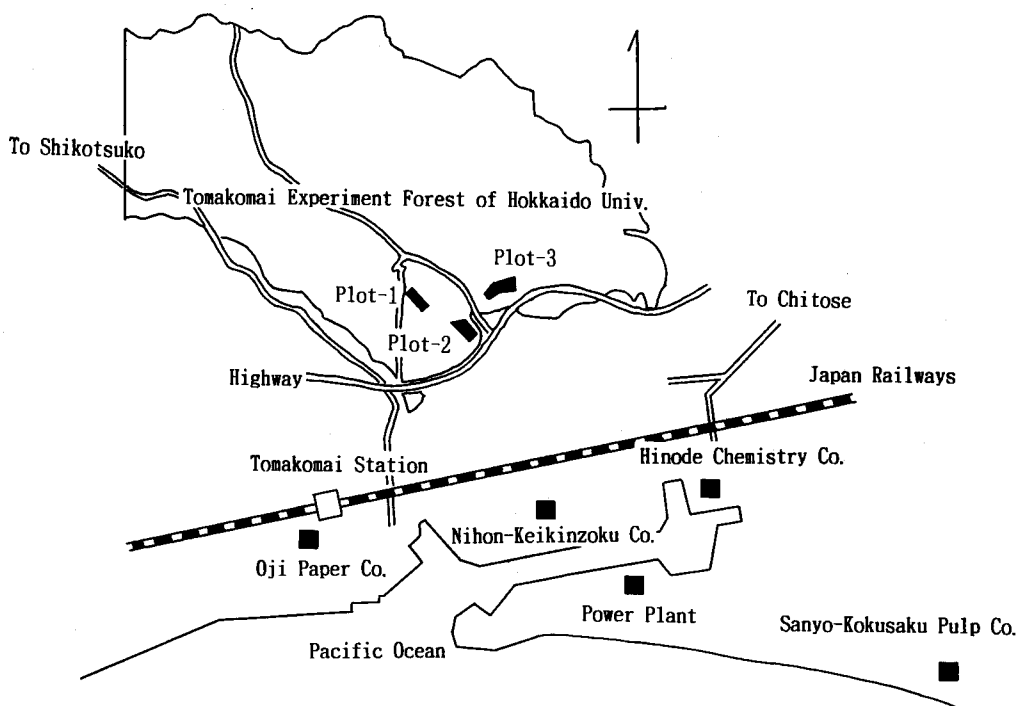 To Shikotsuko
Tomakomai Experiment Forest of Hokkaido Univ.
Plot-3
Plot-1
To Chitose
Plot-2
Highway
Japan Railways
Tomakomai Station
Hinode Chemistry Co.
Nihon-Keikinzoku Co.
Oji Paper Co.
Power Plant
Sanyo-Kokusaku Pulp Co.
Pacific Ocean